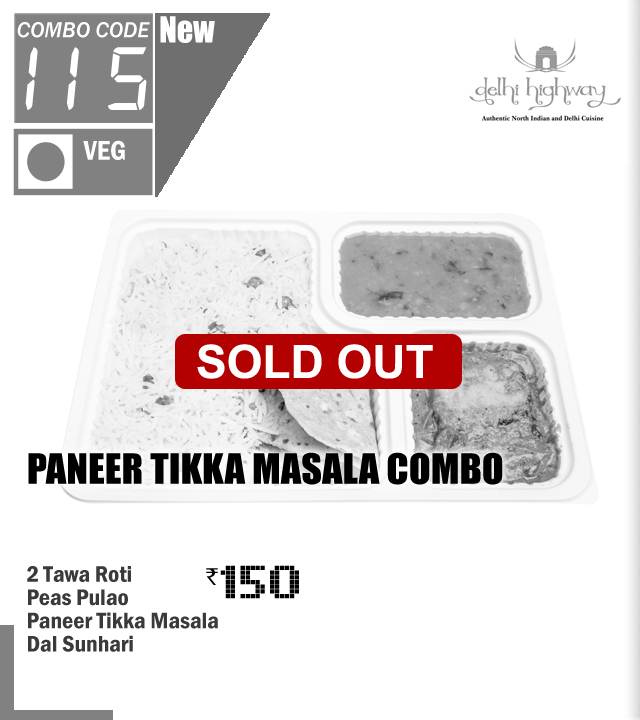 COMBO CODE
115
New
VEG
delhi highway
Authentic North Indian and Delhi Cuisine
SOLD OUT
PANEER TIKKA MASALA COMBO
2 Tawa Roti
₹150
Peas Pulao
Paneer Tikka Masala
Dal Sunhari